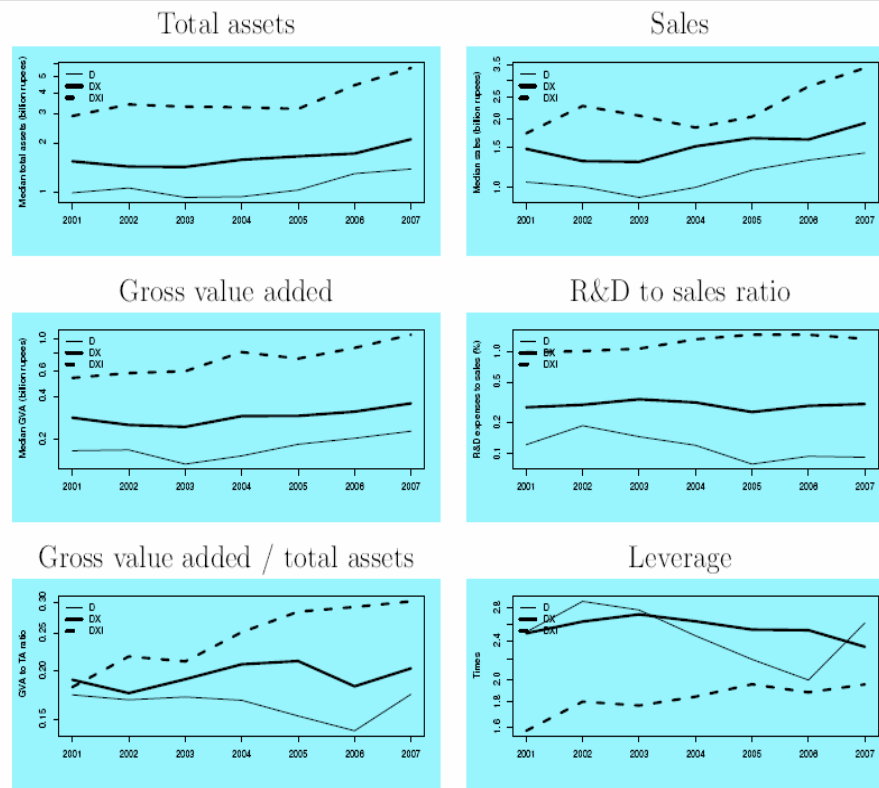 Total assets
Median total assets (billion rupees)
1 2 3 4 5
D
DX
DXI
2001 2002 2003 2004 2005 2006 2007
Sales
Median sales (billion rupees)
1.0 1.5 2.0 2.5 3.5
D
DX
DXI
2001 2002 2003 2004 2005 2006 2007
Gross value added
Median GVA (billion rupees)
0.2 0.4 0.6 1.0
D
DX
DXI
2001 2002 2003 2004 2005 2006 2007
R&D to sales ratio
R&D expenses to sales (%)
0.1 0.2 0.5 1.0
D
DX
DXI
2001 2002 2003 2004 2005 2006 2007
Gross value added / total assets
GVA to TA ratio
0.15 0.20 0.25 0.30
D
DX
DXI
2001 2002 2003 2004 2005 2006 2007
Leverage
Times
1.6 2.0 2.4 2.8
D
DX
DXI
2001 2002 2003 2004 2005 2006 2007